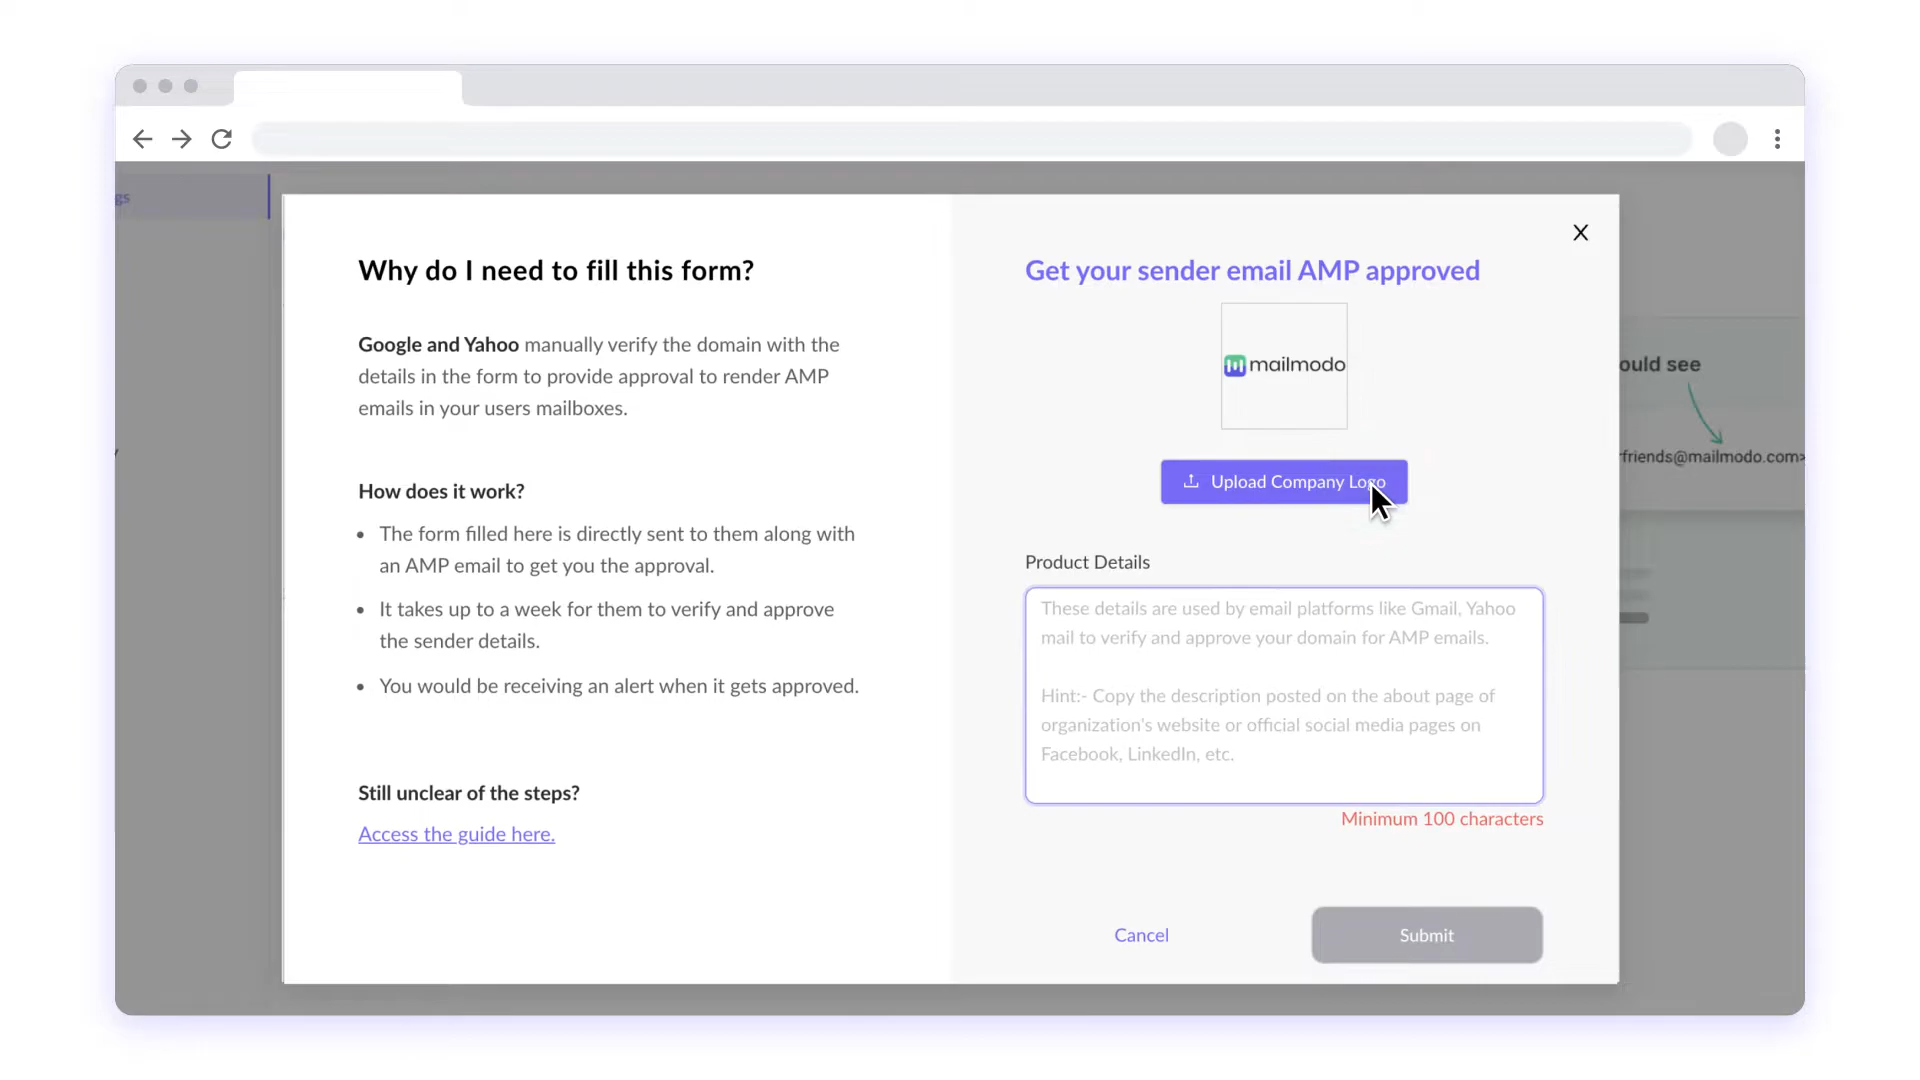 gs
Why do I need to fill this form?
Google and Yahoo manually verify the domain with the
details in the form to provide approval to render AMP
emails in your users mailboxes.
How does it work?
• The form filled here is directly sent to them along with
an AMP email to get you the approval.
• It takes up to a week for them to verify and approve
the sender details.
• You would be receiving an alert when it gets approved.
Still unclear of the steps?
Access the guide here.
X
Get your sender email AMP approved
mailmodo
Upload Company Logo
Product Details
These details are used by email platforms like Gmail, Yahoo
mail to verify and approve your domain for AMP emails.
Hint:- Copy the description posted on the about page of
organization's website or official social media pages on
Facebook, LinkedIn, etc.
Minimum 100 characters
Cancel
Submit
ould see
friends@mailmodo.com>